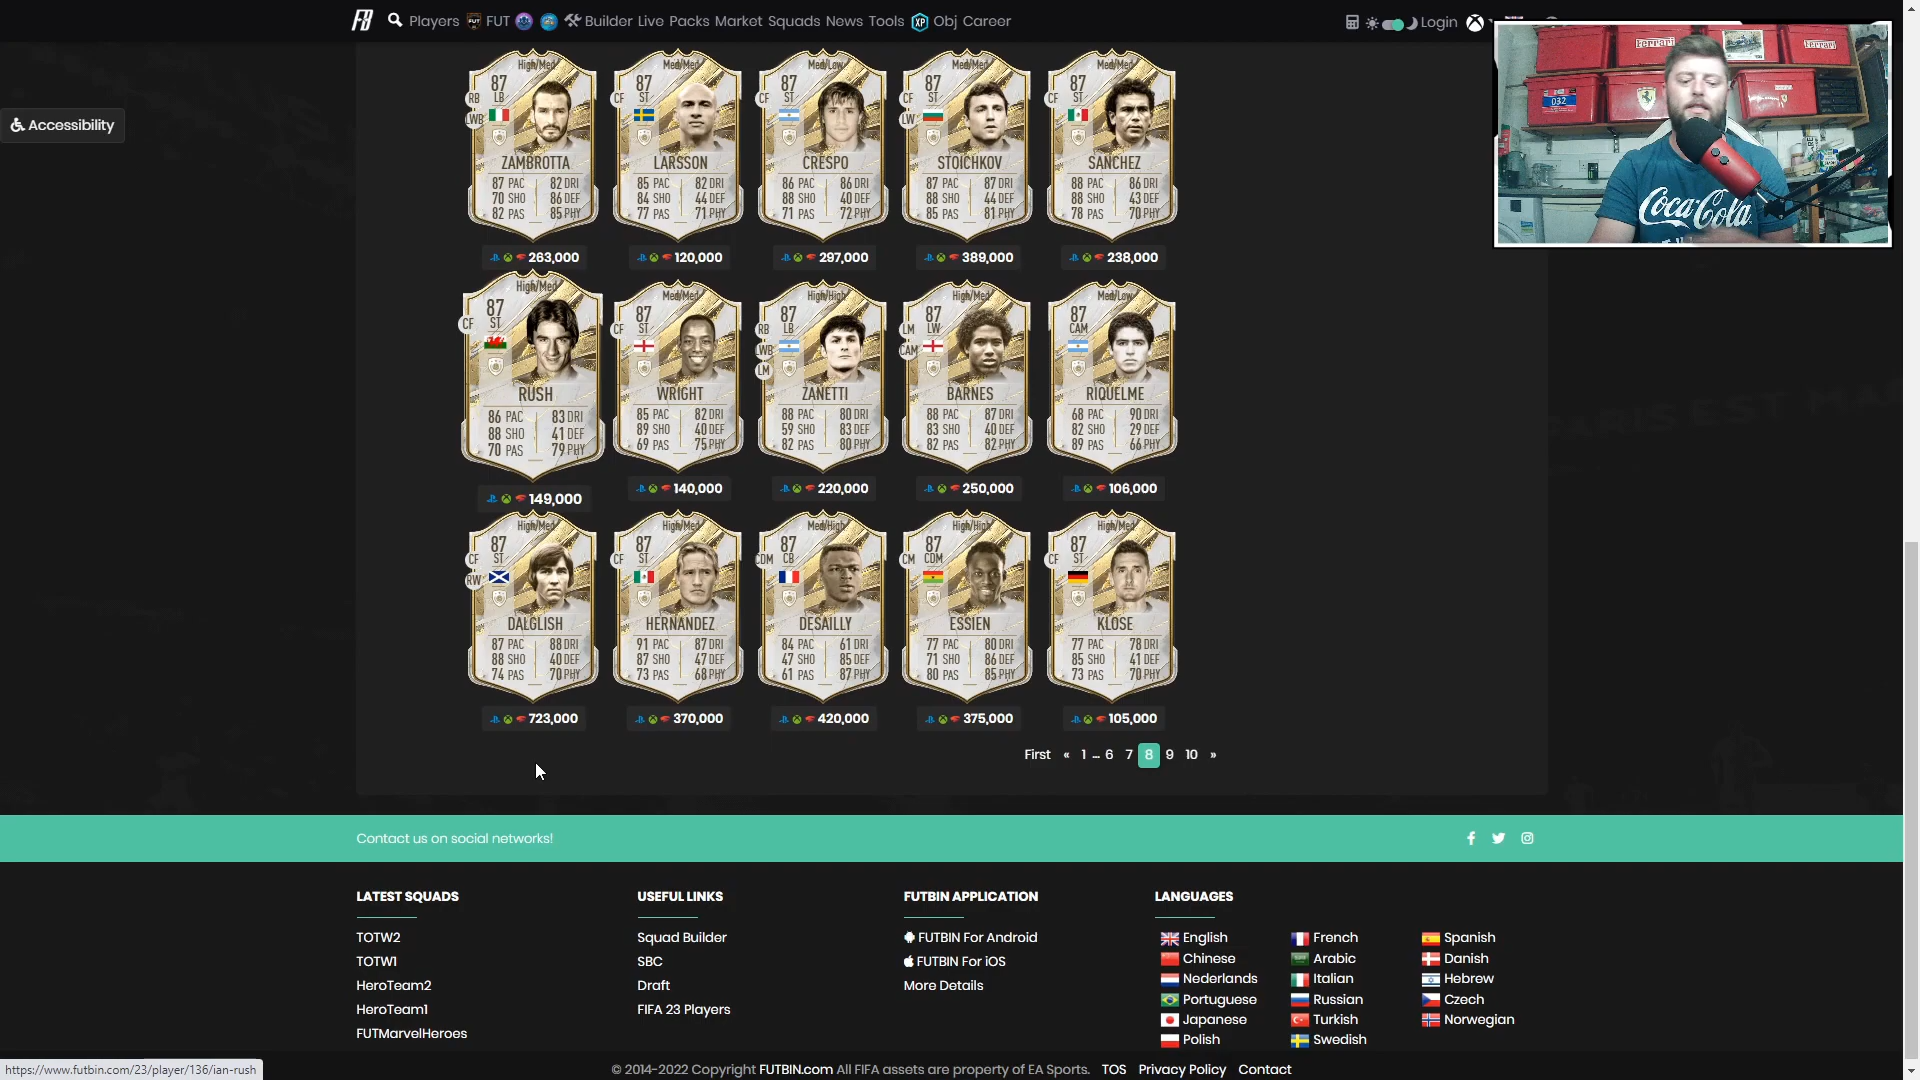 FB Players FUT Builder Live Packs Market Squads News Tools XP Obj Career Login
Accessibility
High/Med Med/Med Med/Low Med/Med Med/Med
87 87 87 87 87
RB LB CF ST CF ST CF ST CF ST
LWB LW
ZAMBROTTA LARSSON CRESPO STOICHKOV SANCHEZ
87 PAC 82 DRI 85 PAC 82 DRI 86 PAC 86 DRI 87 PAC 87 DRI 88 PAC 86 DRI
70 SHO 86 DEF 84 SHO 44 DEF 88 SHO 40 DEF 88 SHO 44 DEF 88 SHO 43 DEF
82 PAS 85 PHY 77 PAS 71 PHY 71 PAS 72 PHY 85 PAS 81 PHY 78 PAS 70 PHY
263,000 120,000 297,000 389,000 238,000
High/Med Med/Med High/High High/Med Med/Low
87 87 87 87 87
CF ST CF ST RB LB LM LW CAM
LWB CAM
LM
RUSH WRIGHT ZANETTI BARNES RIQUELME
86 PAC 83 DRI 85 PAC 82 DRI 88 PAC 80 DRI 88 PAC 87 DRI 68 PAC 90 DRI
88 SHO 41 DEF 89 SHO 40 DEF 59 SHO 83 DEF 83 SHO 40 DEF 82 SHO 29 DEF
70 PAS 79 PHY 69 PAS 75 PHY 82 PAS 80 PHY 82 PAS 82 PHY 89 PAS 66 PHY
149,000 140,000 220,000 250,000 106,000
High/Med High/Med Med/High High/High High/Med
87 87 87 87 87
CF ST CF ST CDM CB CM CDM CF ST
RW
DALGLISH HERNÁNDEZ DESAILLY ESSIEN KLOSE
87 PAC 88 DRI 91 PAC 87 DRI 84 PAC 61 DRI 77 PAC 80 DRI 77 PAC 78 DRI
88 SHO 40 DEF 87 SHO 47 DEF 47 SHO 85 DEF 71 SHO 86 DEF 85 SHO 41 DEF
74 PAS 70 PHY 73 PAS 68 PHY 61 PAS 87 PHY 80 PAS 85 PHY 73 PAS 70 PHY
723,000 370,000 420,000 375,000 105,000
First « 1 ... 6 7 8 9 10 »
Contact us on social networks!
LATEST SQUADS USEFUL LINKS FUTBIN APPLICATION LANGUAGES
TOTW2 Squad Builder FUTBIN For Android English French Spanish
TOTW1 SBC FUTBIN For iOS Chinese Arabic Danish
HeroTeam2 Draft More Details Nederlands Italian Hebrew
HeroTeam1 FIFA 23 Players Portuguese Russian Czech
FUTMarvelHeroes Japanese Turkish Norwegian
Polish Swedish
https://www.futbin.com/23/player/136/ian-rush
© 2014-2022 Copyright FUTBIN.com All FIFA assets are property of EA Sports. TOS Privacy Policy Contact
Ferrari
Ferrari
032
Coca-Cola